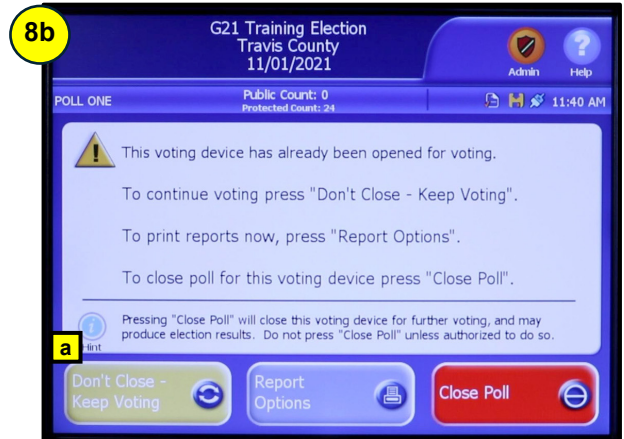 8b
G21 Training Election
Travis County
11/01/2021
Admin
Help
POLL ONE
Public Count: 0
Protected Count: 24
11:40 AM
This voting device has already been opened for voting.
To continue voting press "Don't Close - Keep Voting".
To print reports now, press "Report Options".
To close poll for this voting device press "Close Poll".
Pressing "Close Poll" will close this voting device for further voting, and may
produce election results. Do not press "Close Poll" unless authorized to do so.
Hint
a
Don't Close -
Keep Voting
Report
Options
Close Poll